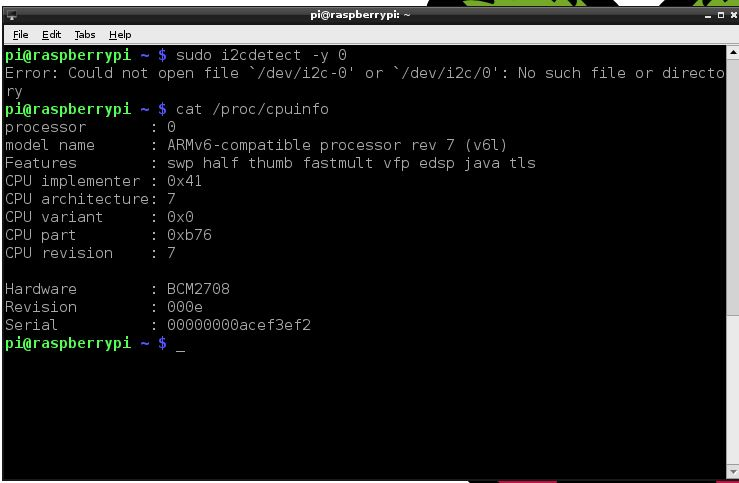 pi@raspberrypi: ~
File Edit Tabs Help
pi@raspberrypi ~ $ sudo i2cdetect -y 0
Error: Could not open file `/dev/i2c-0' or `/dev/i2c/0': No such file or directo
ry
pi@raspberrypi ~ $ cat /proc/cpuinfo
processor       : 0
model name      : ARMv6-compatible processor rev 7 (v6l)
Features        : swp half thumb fastmult vfp edsp java tls
CPU implementer : 0x41
CPU architecture: 7
CPU variant     : 0x0
CPU part        : 0xb76
CPU revision    : 7
Hardware        : BCM2708
Revision        : 000e
Serial          : 00000000acef3ef2
pi@raspberrypi ~ $ _